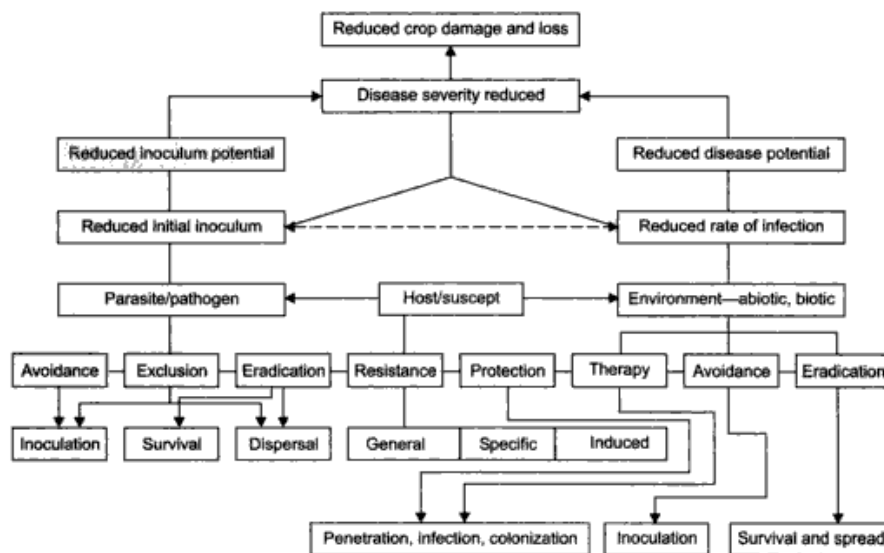 Reduced crop damage and loss
Disease severity reduced
Reduced inoculum potential
Reduced disease potential
Reduced initial inoculum
Reduced rate of infection
Parasite/pathogen
Host/suscept
Environment—abiotic, biotic
Avoidance
Exclusion
Eradication
Resistance
Protection
Therapy
Avoidance
Eradication
Inoculation
Survival
Dispersal
General
Specific
Induced
Penetration, infection, colonization
Inoculation
Survival and spread